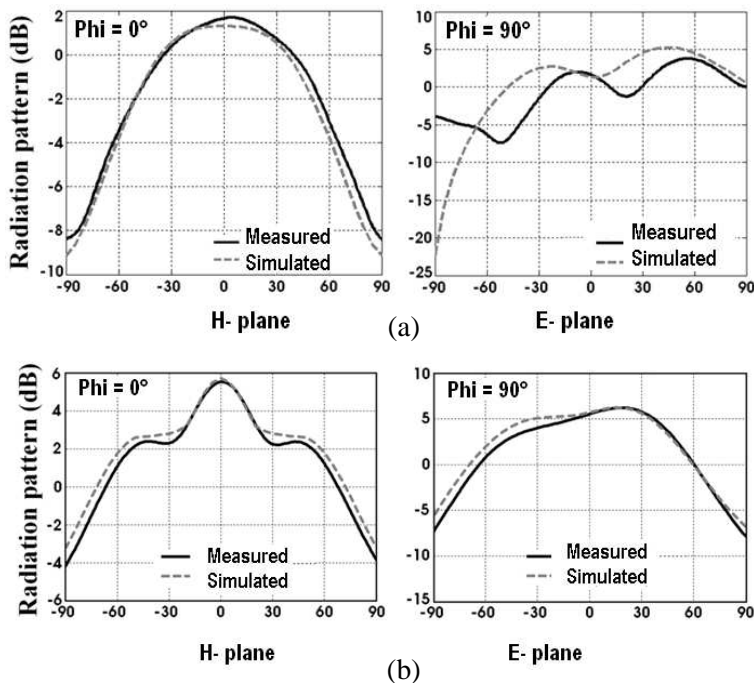 Radiation pattern (dB)
Phi = 0°
2
0
-2
-4
-6
-8
-10
Measured
Simulated
-90 -60 -30 0 30 60 90
H- plane
Phi = 90°
10
5
0
-5
-10
-15
-20
-25
Measured
Simulated
-90 -60 -30 0 30 60 90
E- plane
(a)
Radiation pattern (dB)
Phi = 0°
6
4
2
0
-2
-4
-6
Measured
Simulated
-90 -60 -30 0 30 60 90
H- plane
Phi = 90°
10
5
0
-5
-10
-15
Measured
Simulated
-90 -60 -30 0 30 60 90
E- plane
(b)